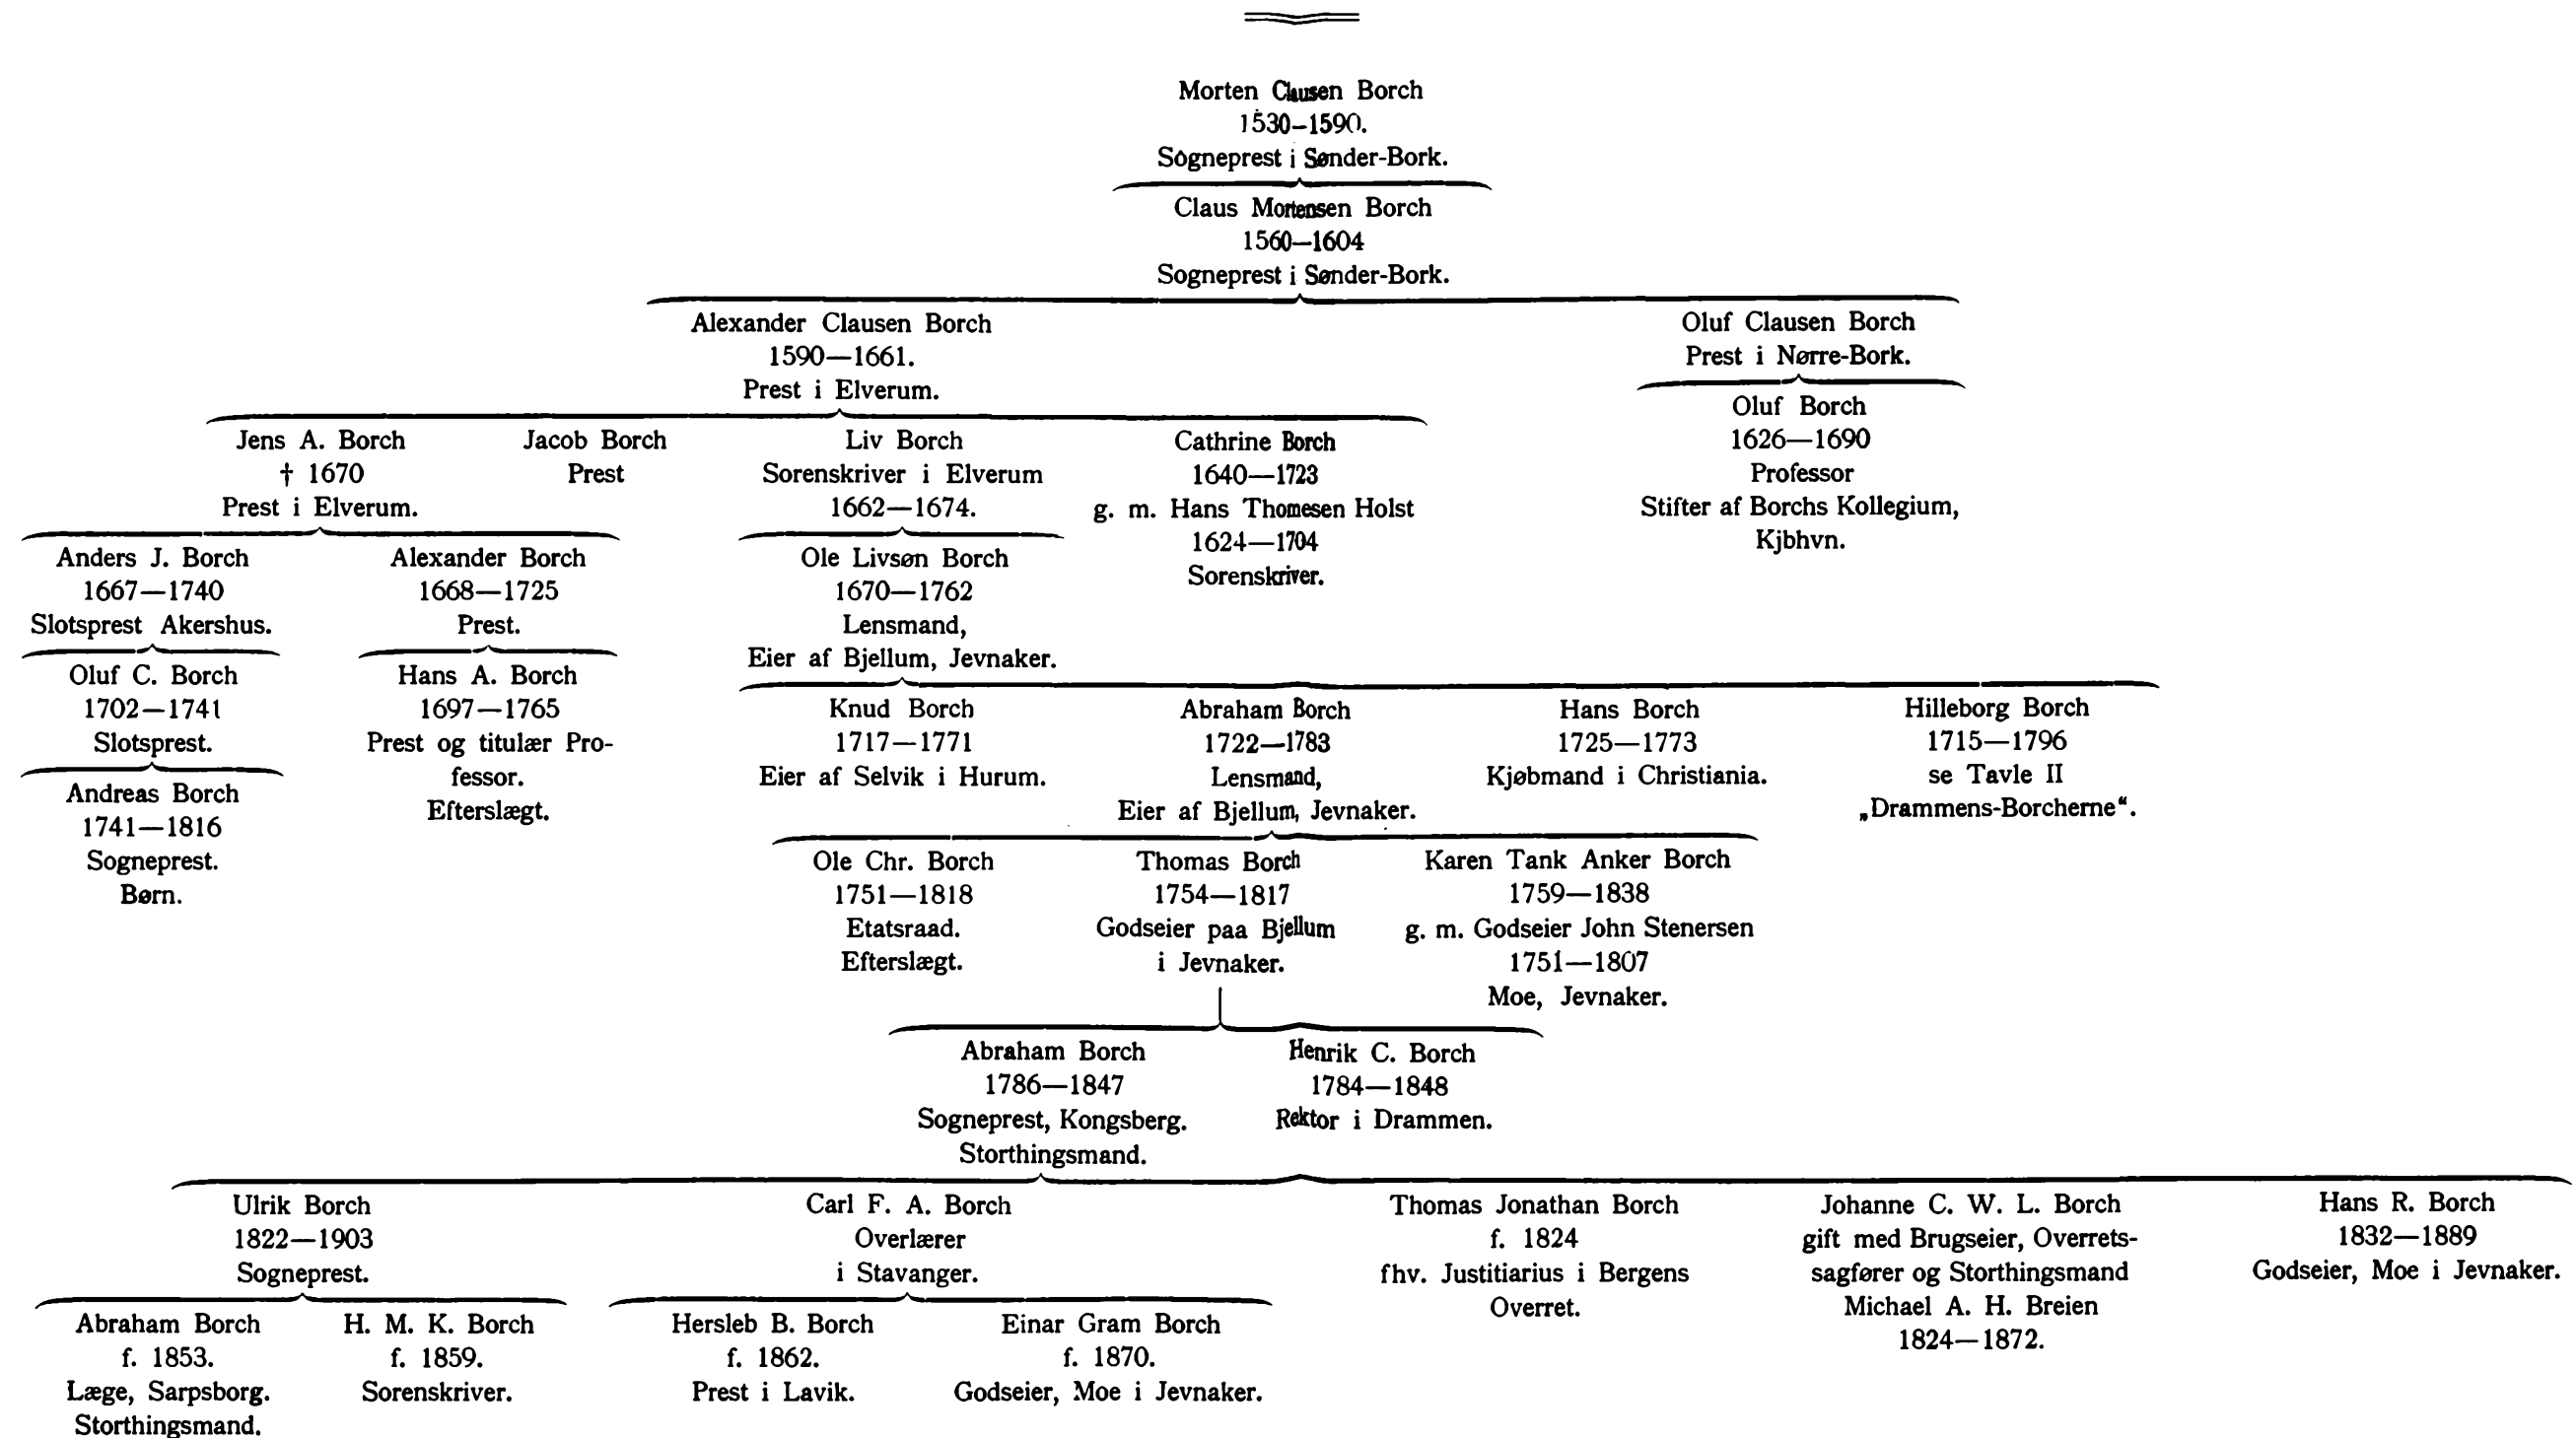 Morten Clausen Borch
1530–1590.
Sogneprest i Sønder-Bork.
Claus Mortensen Borch
1560—1604
Sogneprest i Sønder-Bork.
Alexander Clausen Borch
1590—1661.
Prest i Elverum.
Oluf Clausen Borch
Prest i Nørre-Bork.
Oluf Borch
1626—1690
Professor
Stifter af Borchs Kollegium,
Kjbhvn.
Jens A. Borch
† 1670
Prest i Elverum.
Jacob Borch
Prest
Liv Borch
Sorenskriver i Elverum
1662—1674.
Cathrine Borch
1640—1723
g. m. Hans Thomesen Holst
1624—1704
Sorenskriver.
Anders J. Borch
1667—1740
Slotsprest Akershus.
Alexander Borch
1668—1725
Prest.
Ole Livsøn Borch
1670—1762
Lensmand,
Eier af Bjellum, Jevnaker.
Oluf C. Borch
1702—1741
Slotsprest.
Hans A. Borch
1697—1765
Prest og titulær Pro-
fessor.
Efterslægt.
Knud Borch
1717—1771
Eier af Selvik i Hurum.
Abraham Borch
1722—1783
Lensmand,
Eier af Bjellum, Jevnaker.
Hans Borch
1725—1773
Kjøbmand i Christiania.
Hilleborg Borch
1715—1796
se Tavle II
„Drammens-Borcherne“.
Andreas Borch
1741—1816
Sogneprest.
Børn.
Ole Chr. Borch
1751—1818
Etatsraad.
Efterslægt.
Thomas Borch
1754—1817
Godseier paa Bjellum
i Jevnaker.
Karen Tank Anker Borch
1759—1838
g. m. Godseier John Stenersen
1751—1807
Moe, Jevnaker.
Abraham Borch
1786—1847
Sogneprest, Kongsberg.
Storthingsmand.
Henrik C. Borch
1784—1848
Rektor i Drammen.
Ulrik Borch
1822—1903
Sogneprest.
Carl F. A. Borch
Overlærer
i Stavanger.
Thomas Jonathan Borch
f. 1824
fhv. Justitiarius i Bergens
Overret.
Johanne C. W. L. Borch
gift med Brugseier, Overrets-
sagfører og Storthingsmand
Michael A. H. Breien
1824—1872.
Hans R. Borch
1832—1889
Godseier, Moe i Jevnaker.
Abraham Borch
f. 1853.
Læge, Sarpsborg.
Storthingsmand.
H. M. K. Borch
f. 1859.
Sorenskriver.
Hersleb B. Borch
f. 1862.
Prest i Lavik.
Einar Gram Borch
f. 1870.
Godseier, Moe i Jevnaker.